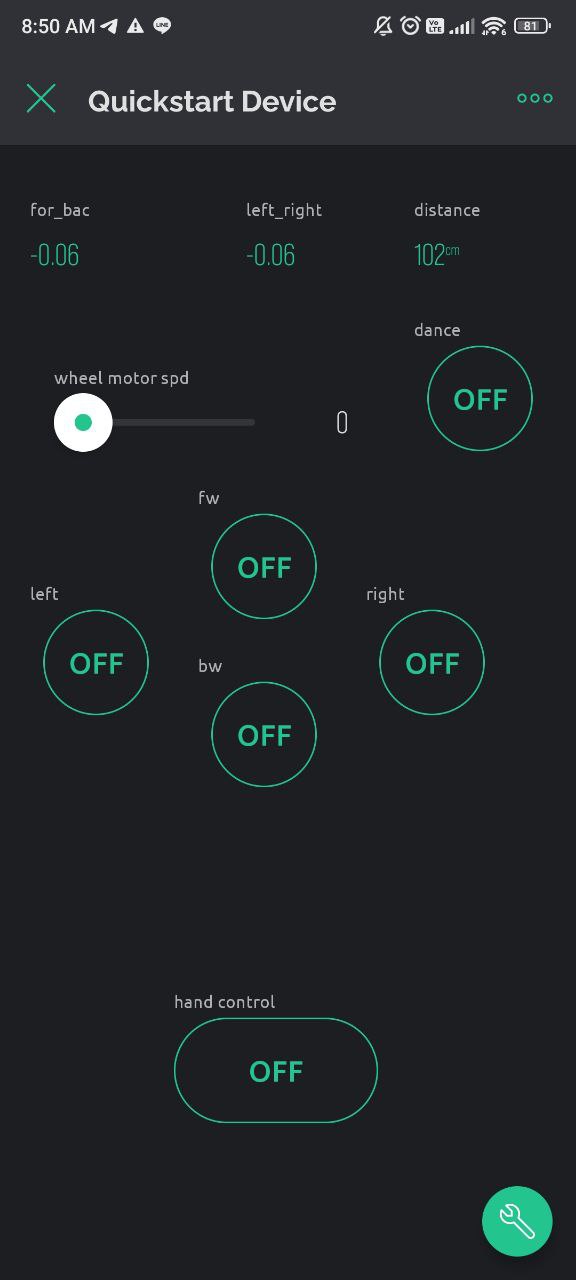 8:50 AM LINE Vo LTE 6 81
Quickstart Device
for_bac left_right distance
-0.06 -0.06 102cm
dance
OFF
wheel motor spd
0
fw
OFF
left right
OFF OFF
bw
OFF
hand control
OFF